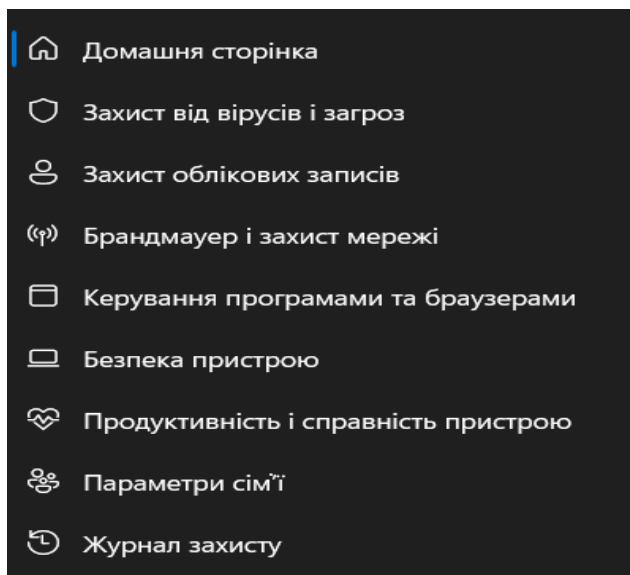 Домашня сторінка
Захист від вірусів і загроз
Захист облікових записів
Брандмауер і захист мережі
Керування програмами та браузерами
Безпека пристрою
Продуктивність і справність пристрою
Параметри сім'ї
Журнал захисту